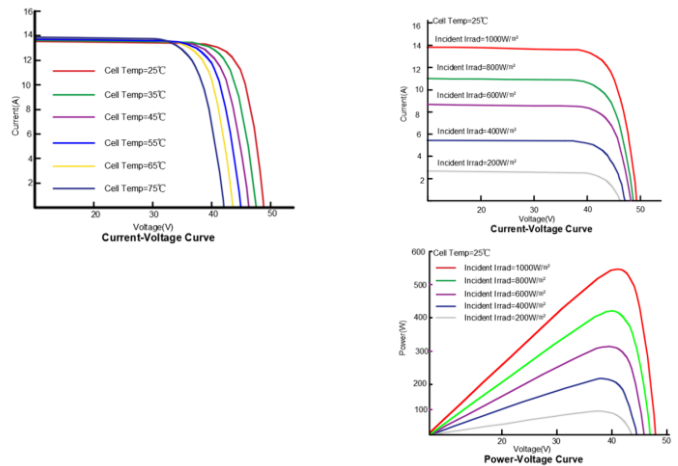 16
14
12
10
8
6
4
2
Current(A)
Cell Temp=25℃
Cell Temp=35℃
Cell Temp=45℃
Cell Temp=55℃
Cell Temp=65℃
Cell Temp=75℃
20
30
40
50
Voltage(V)
Current-Voltage Curve
Cell Temp=25℃
16
14
12
10
8
6
4
2
Current(A)
Incident Irrad=1000W/m²
Incident Irrad=800W/m²
Incident Irrad=600W/m²
Incident Irrad=400W/m²
Incident Irrad=200W/m²
20
30
40
50
Voltage(V)
Current-Voltage Curve
600
500
400
300
200
100
Power(W)
Cell Temp=25℃
Incident Irrad=1000W/m²
Incident Irrad=800W/m²
Incident Irrad=600W/m²
Incident Irrad=400W/m²
Incident Irrad=200W/m²
20
30
40
50
Voltage(V)
Power-Voltage Curve